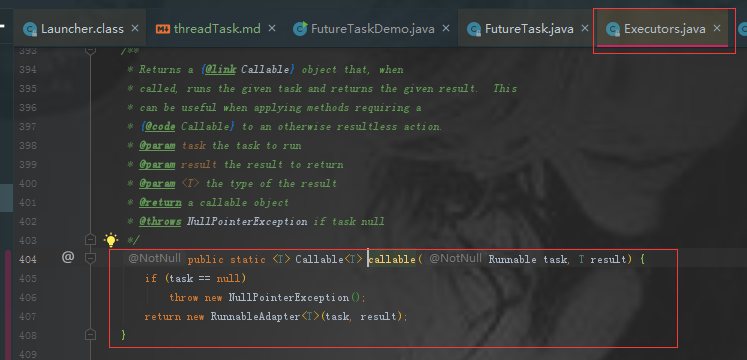 Launcher.class × threadTask.md × FutureTaskDemo.java × FutureTask.java × Executors.java ×
393 /**
394 * Returns a {@link Callable} object that, when
395 * called, runs the given task and returns the given result. This
396 * can be useful when applying methods requiring a
397 * {@code Callable} to an otherwise resultless action.
398 * @param task the task to run
399 * @param result the result to return
400 * @param <T> the type of the result
401 * @return a callable object
402 * @throws NullPointerException if task null
403 */
404 @ @NotNull public static <T> Callable<T> callable( @NotNull Runnable task, T result) {
405 if (task == null)
406 throw new NullPointerException();
407 return new RunnableAdapter<T>(task, result);
408 }
409